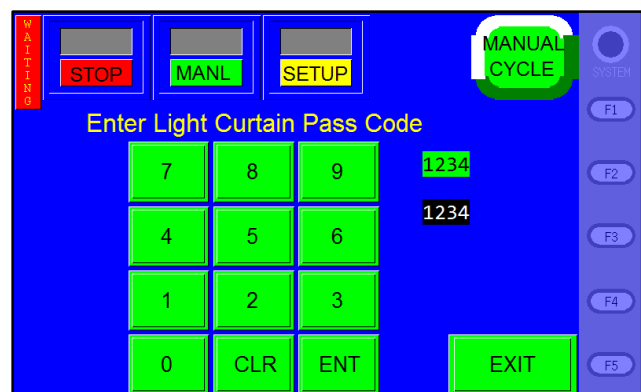 WAITING
STOP
MANL
SETUP
MANUAL
CYCLE
SYSTEM
Enter Light Curtain Pass Code
F1
7 8 9
1234
F2
1234
4 5 6
F3
1 2 3
F4
0 CLR ENT
EXIT
F5